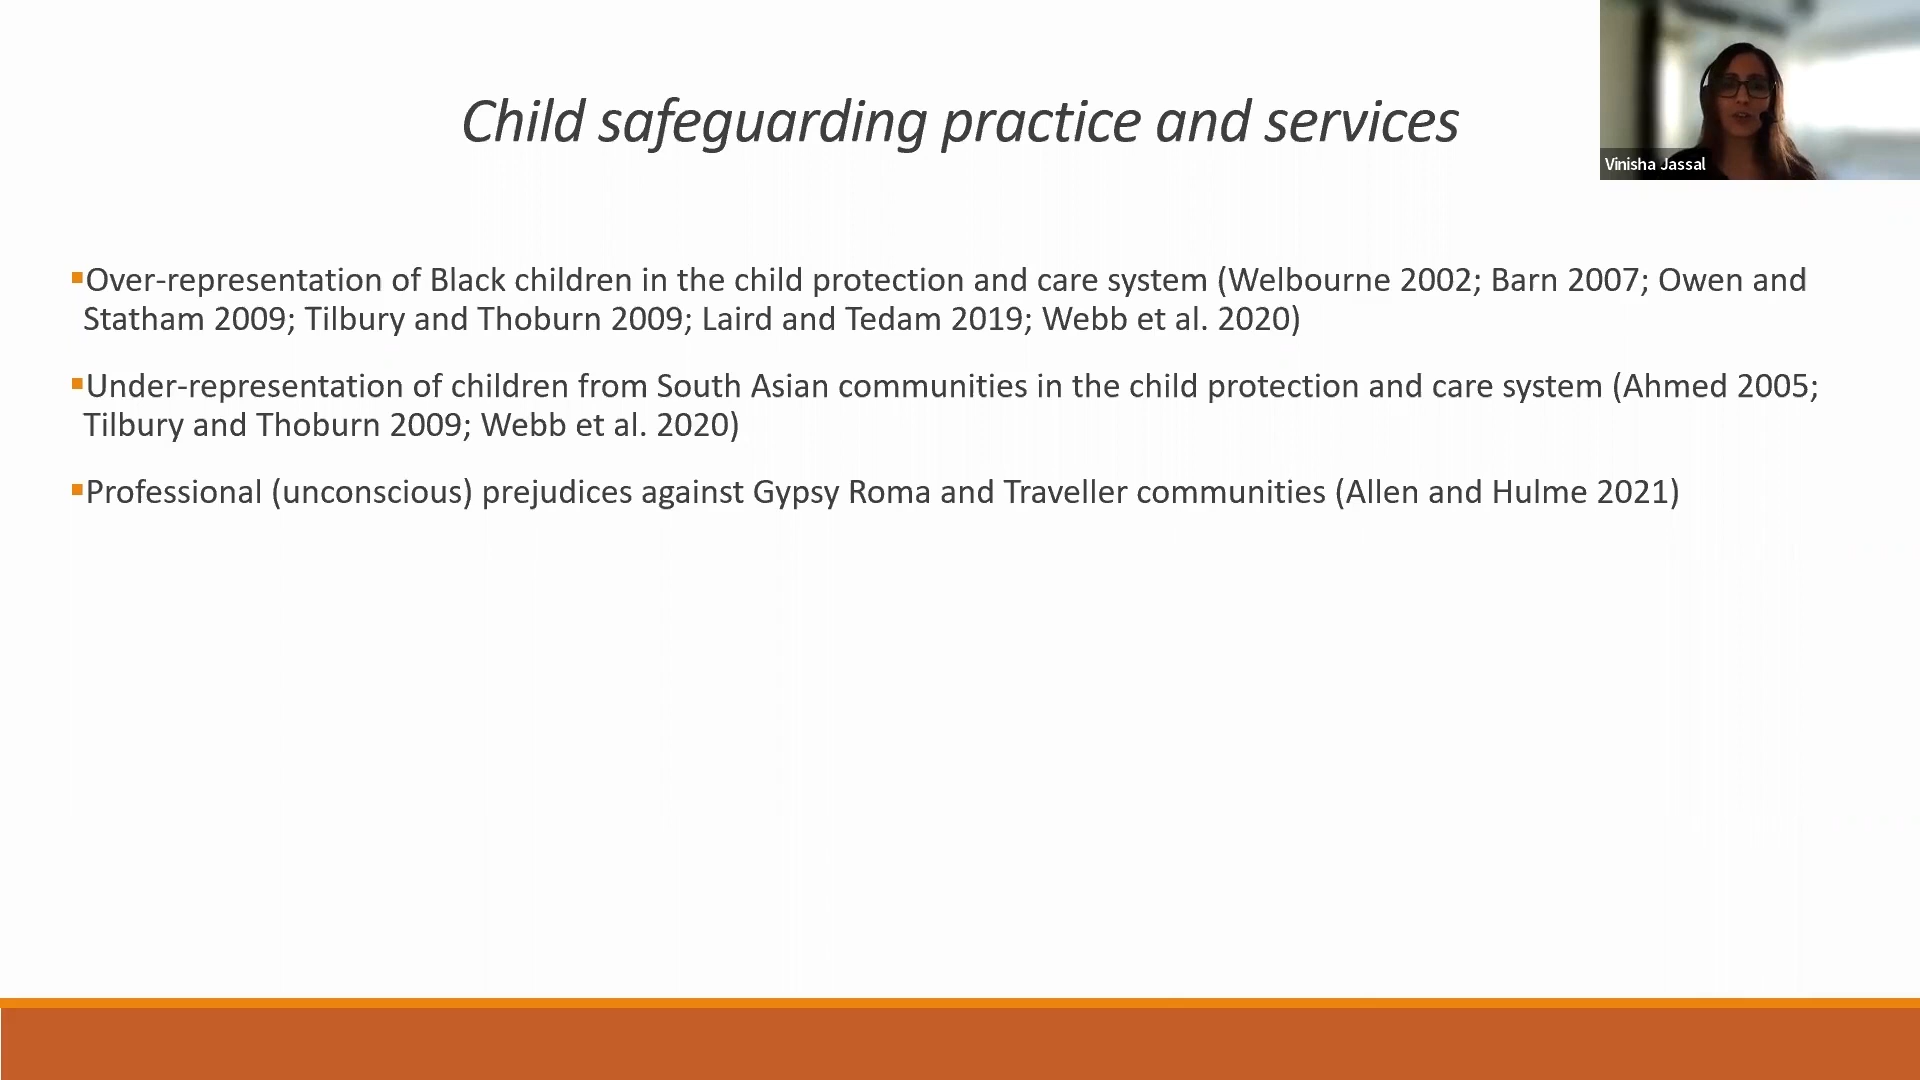 Child safeguarding practice and services
Vinisha Jassal
▪Over-representation of Black children in the child protection and care system (Welbourne 2002; Barn 2007; Owen and
Statham 2009; Tilbury and Thoburn 2009; Laird and Tedam 2019; Webb et al. 2020)
▪Under-representation of children from South Asian communities in the child protection and care system (Ahmed 2005;
Tilbury and Thoburn 2009; Webb et al. 2020)
▪Professional (unconscious) prejudices against Gypsy Roma and Traveller communities (Allen and Hulme 2021)